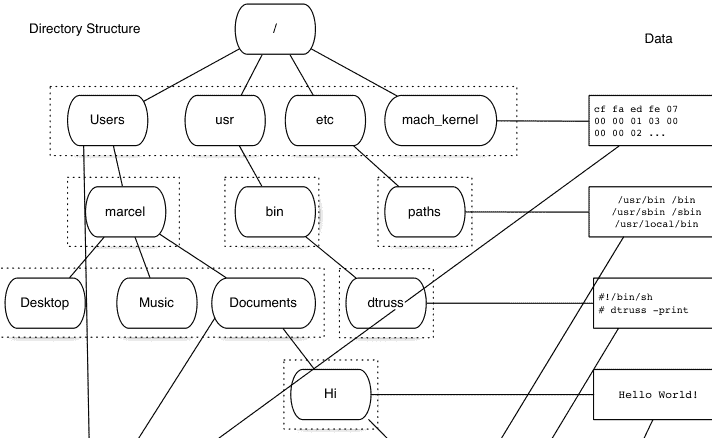 Directory Structure
/
Data
Users
usr
etc
mach_kernel
cf fa ed fe 07
00 00 01 03 00
00 00 02 ...
marcel
bin
paths
/usr/bin /bin
/usr/sbin /sbin
/usr/local/bin
Desktop
Music
Documents
dtruss
#!/bin/sh
# dtruss -print
Hi
Hello World!